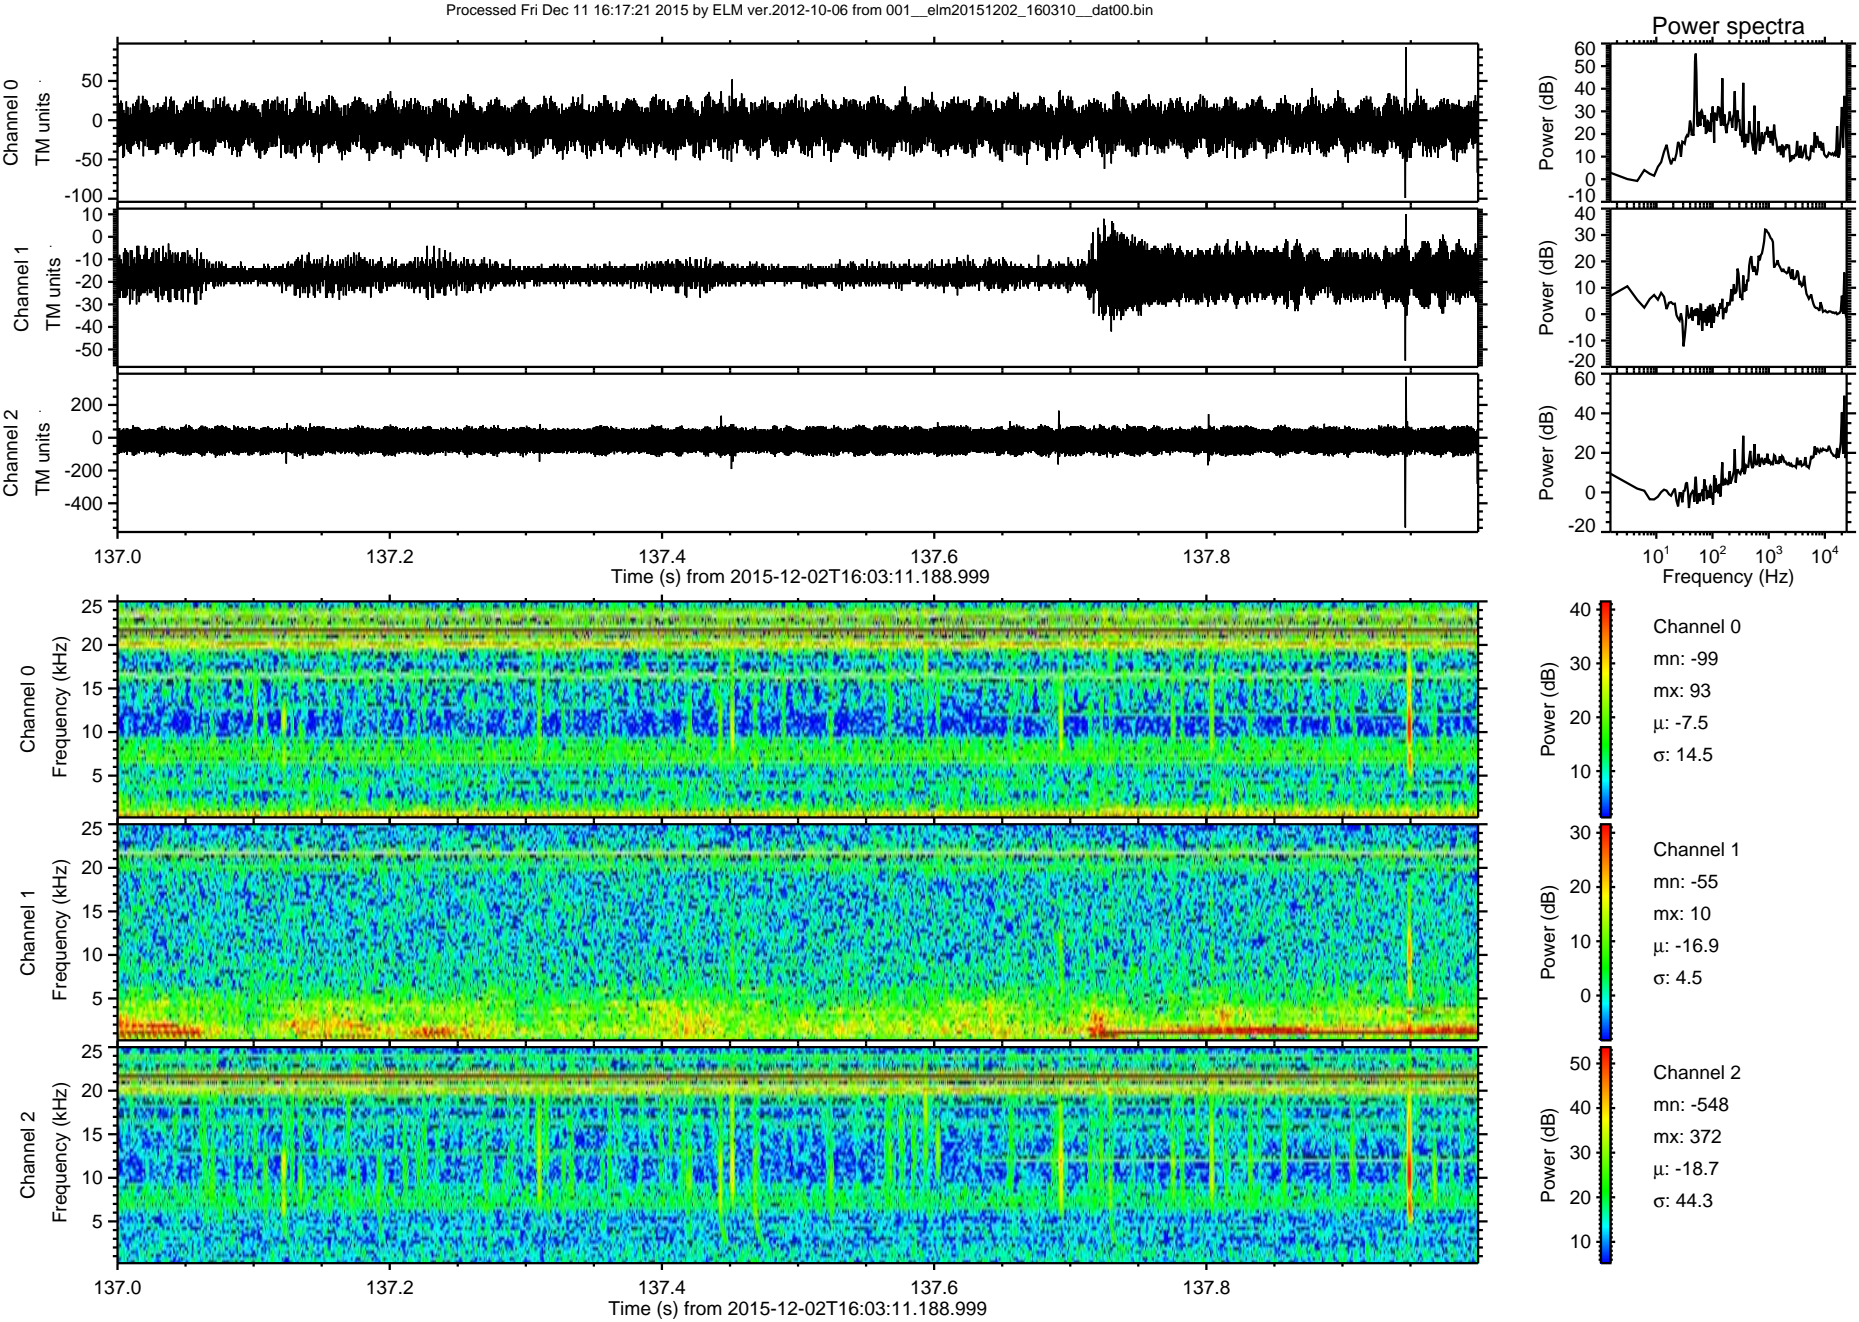 Processed Fri Dec 11 16:17:21 2015 by ELM ver.2012-10-06 from 001__elm20151202_160310__dat00.bin
Power spectra
Channel 0
TM units
50
0
-50
-100
Power (dB)
60
50
40
30
20
10
0
-10
Channel 1
TM units
10
0
-10
-20
-30
-40
-50
Power (dB)
40
30
20
10
0
-10
-20
Channel 2
TM units
200
0
-200
-400
Power (dB)
60
40
20
0
-20
137.0 137.2 137.4 137.6 137.8
Time (s) from 2015-12-02T16:03:11.188.999
10¹ 10² 10³ 10⁴
Frequency (Hz)
Channel 0
Frequency (kHz)
25
20
15
10
5
Power (dB)
40
30
20
10
Channel 0
mn: -99
mx: 93
μ: -7.5
σ: 14.5
Channel 1
Frequency (kHz)
25
20
15
10
5
Power (dB)
30
20
10
0
Channel 1
mn: -55
mx: 10
μ: -16.9
σ: 4.5
Channel 2
Frequency (kHz)
25
20
15
10
5
Power (dB)
50
40
30
20
10
Channel 2
mn: -548
mx: 372
μ: -18.7
σ: 44.3
137.0 137.2 137.4 137.6 137.8
Time (s) from 2015-12-02T16:03:11.188.999